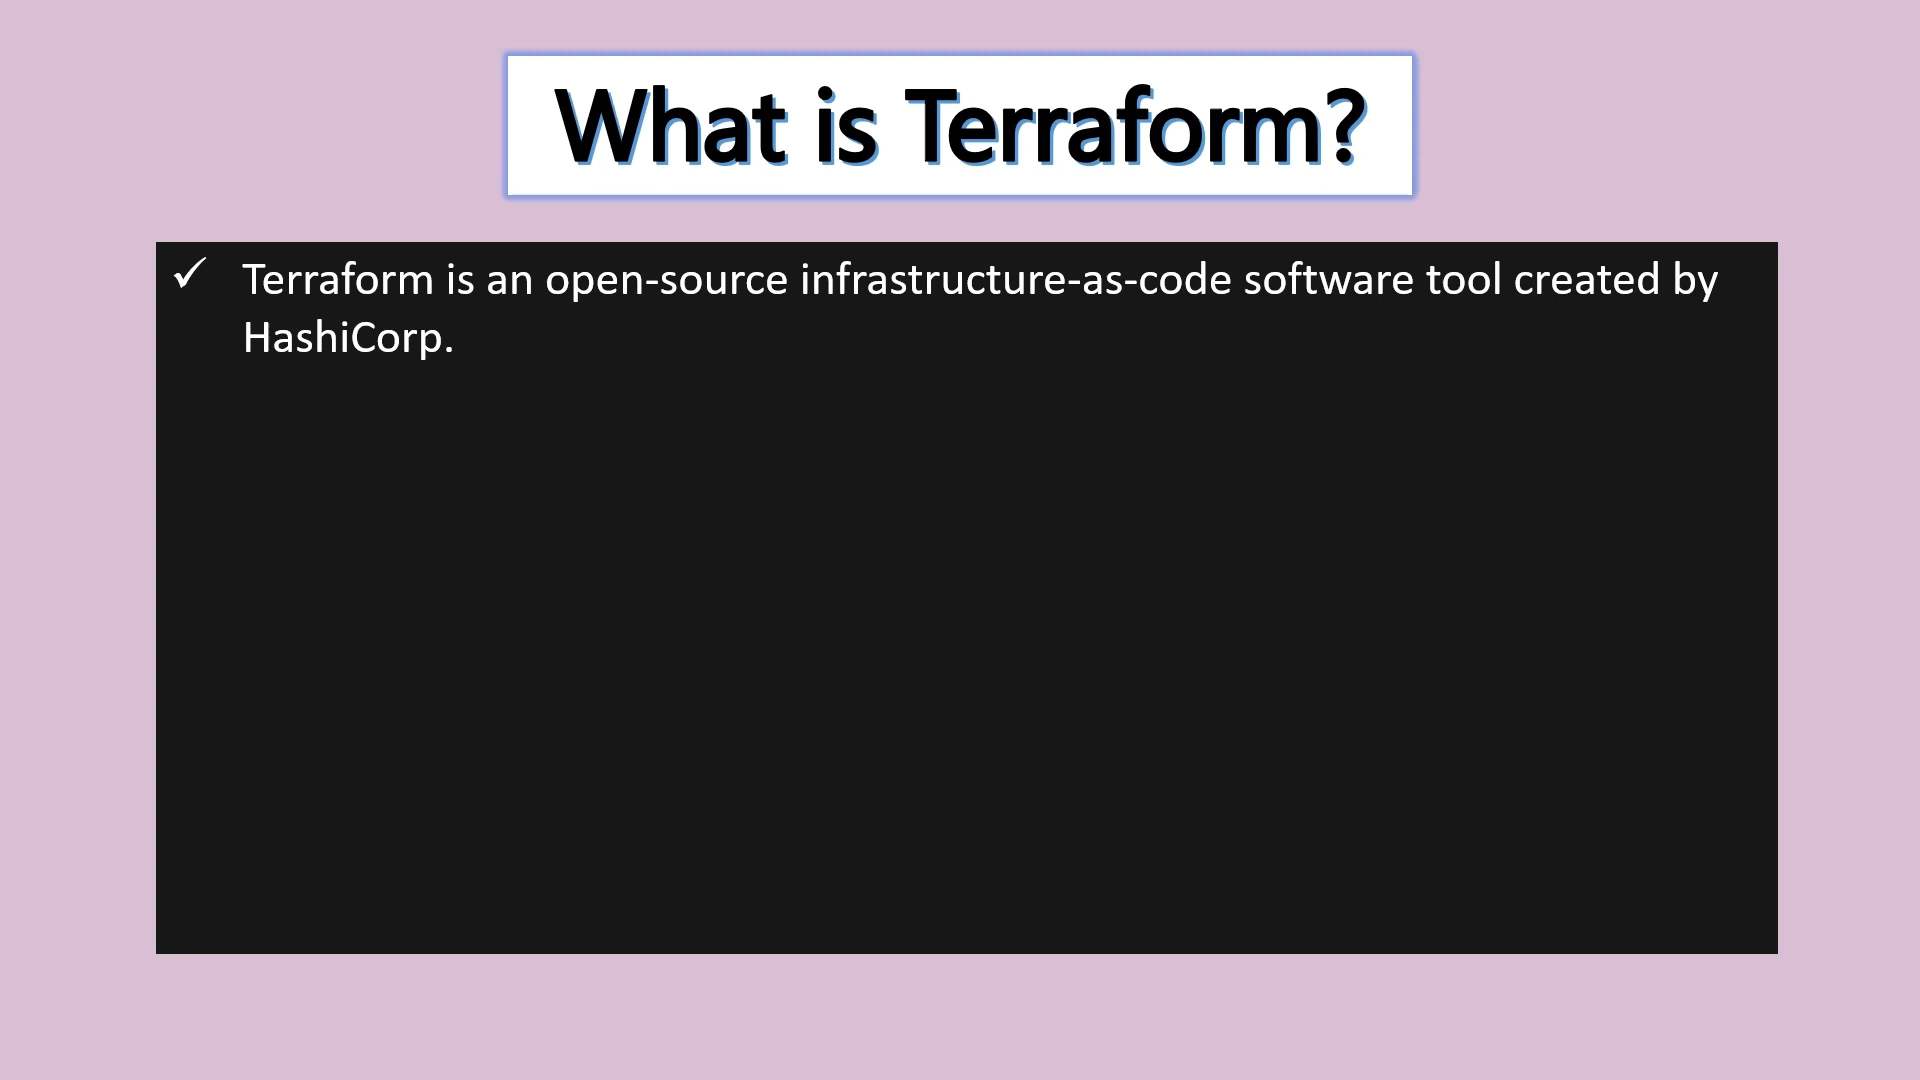 What is Terraform?
✓ Terraform is an open-source infrastructure-as-code software tool created by
HashiCorp.